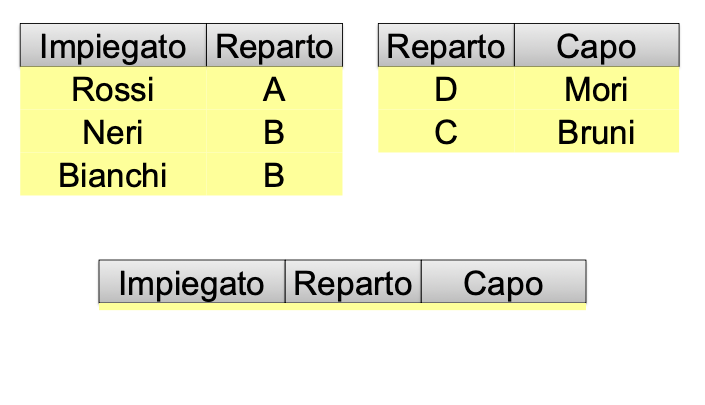 Impiegato Reparto
Rossi A
Neri B
Bianchi B
Reparto Capo
D Mori
C Bruni
Impiegato Reparto Capo